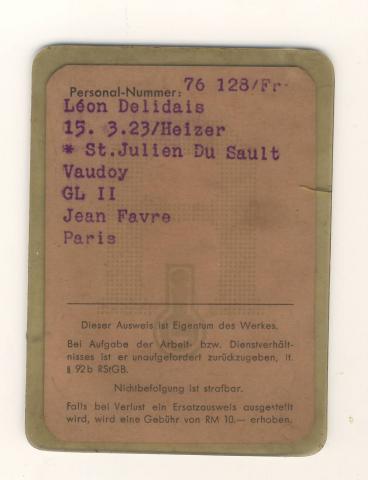 Personal-Nummer: 76 128/Fr-
Léon Delidais
15. 3.23/Heizer
* St.Julien Du Sault
Vaudoy
GL II
Jean Favre
Paris
Dieser Ausweis ist Eigentum des Werkes.
Bei Aufgabe der Arbeit- bzw. Dienstverhält-
nisses ist er unaufgefordert zurückzugeben, lt.
§ 92b RStGB.
Nichtbefolgung ist strafbar.
Falls bei Verlust ein Ersatzausweis ausgestellt
wird, wird eine Gebühr von RM 10.— erhoben.